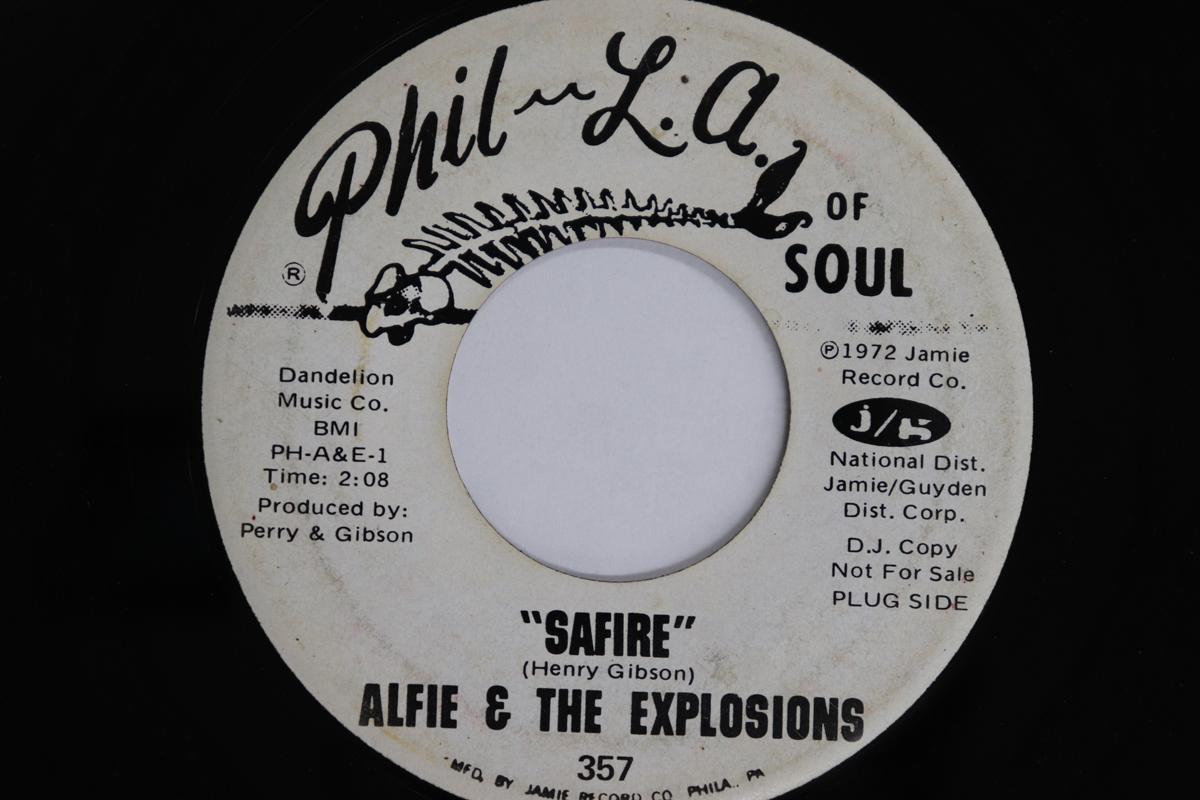 Phil~L.A.
OF
SOUL
®
Dandelion
Music Co.
BMI
PH-A&E-1
Time: 2:08
Produced by:
Perry & Gibson
℗1972 Jamie
Record Co.
j/G
National Dist.
Jamie/Guyden
Dist. Corp.
D.J. Copy
Not For Sale
PLUG SIDE
"SAFIRE"
(Henry Gibson)
ALFIE & THE EXPLOSIONS
357
MFD. BY JAMIE RECORD CO. PHILA., PA